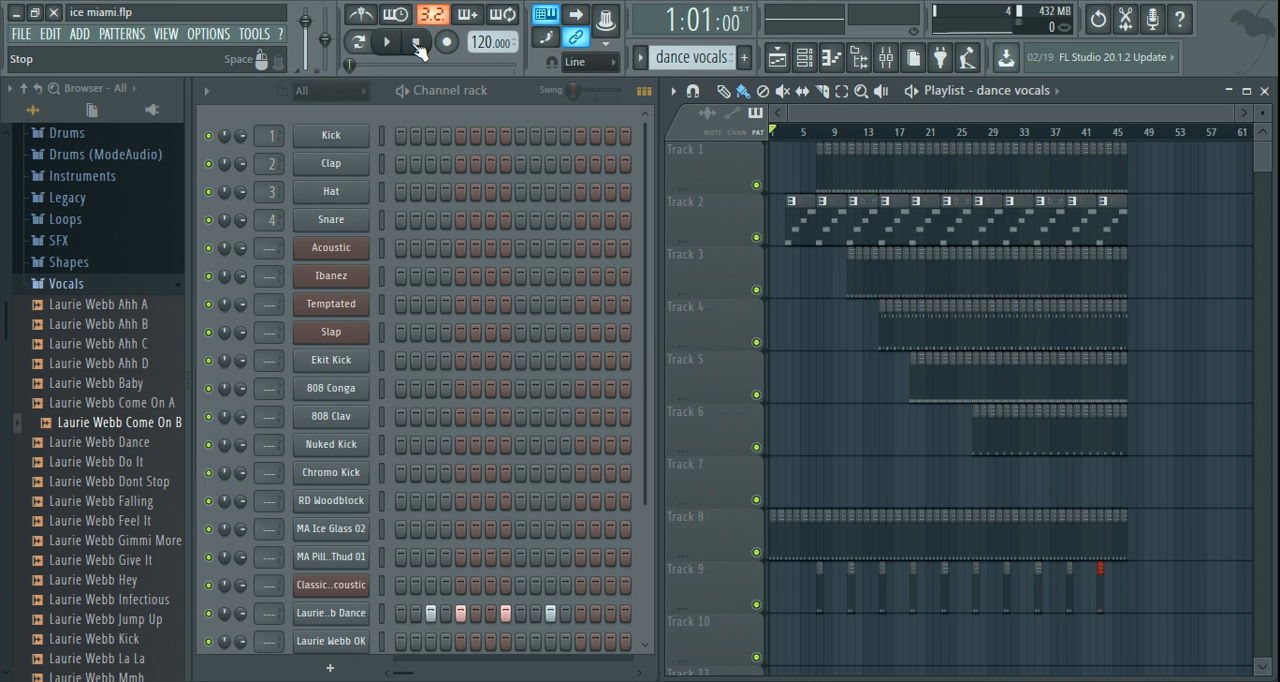 ice miami.flp
FILE EDIT ADD PATTERNS VIEW OPTIONS TOOLS ?
Stop Space
3.2.
120.000
1:01:00
B:S:T
Line
dance vocals
4 432 MB
0
02/19 FL Studio 20.1.2 Update
Browser - All
Drums
Drums (ModeAudio)
Instruments
Legacy
Loops
SFX
Shapes
Vocals
Laurie Webb Ahh A
Laurie Webb Ahh B
Laurie Webb Ahh C
Laurie Webb Ahh D
Laurie Webb Baby
Laurie Webb Come On A
Laurie Webb Come On B
Laurie Webb Dance
Laurie Webb Do It
Laurie Webb Dont Stop
Laurie Webb Falling
Laurie Webb Feel It
Laurie Webb Gimmi More
Laurie Webb Give It
Laurie Webb Hey
Laurie Webb Infectious
Laurie Webb Jump Up
Laurie Webb Kick
Laurie Webb La La
Laurie Webb Mmh
All Channel rack Swing
1 Kick
2 Clap
3 Hat
4 Snare
--- Acoustic
--- Ibanez
--- Temptated
--- Slap
--- Ekit Kick
--- 808 Conga
--- 808 Clav
--- Nuked Kick
--- Chromo Kick
--- RD Woodblock
--- MA Ice Glass 02
--- MA Pill..Thud 01
--- Classic..coustic
--- Laurie..b Dance
--- Laurie Webb OK
+
Playlist - dance vocals
NOTE CHAN PAT
5 9 13 17 21 25 29 33 37 41 45 49 53 57 61
Track 1
Track 2
Track 3
Track 4
Track 5
Track 6
Track 7
Track 8
Track 9
Track 10
Track 11